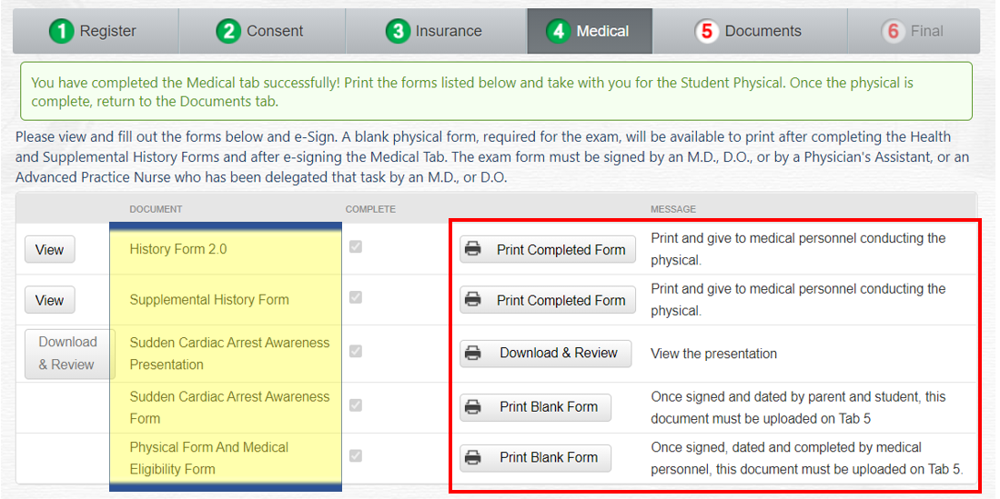 1 Register 2 Consent 3 Insurance 4 Medical 5 Documents 6 Final
You have completed the Medical tab successfully! Print the forms listed below and take with you for the Student Physical. Once the physical is
complete, return to the Documents tab.
Please view and fill out the forms below and e-Sign. A blank physical form, required for the exam, will be available to print after completing the Health
and Supplemental History Forms and after e-signing the Medical Tab. The exam form must be signed by an M.D., D.O., or by a Physician's Assistant, or an
Advanced Practice Nurse who has been delegated that task by an M.D., or D.O.
DOCUMENT COMPLETE MESSAGE
View History Form 2.0 Print Completed Form Print and give to medical personnel conducting the
physical.
View Supplemental History Form Print Completed Form Print and give to medical personnel conducting the
physical.
Download
& Review
Sudden Cardiac Arrest Awareness
Presentation
Download & Review View the presentation
Sudden Cardiac Arrest Awareness
Form
Print Blank Form
Once signed and dated by parent and student, this
document must be uploaded on Tab 5
Physical Form And Medical
Eligibility Form
Print Blank Form
Once signed, dated and completed by medical
personnel, this document must be uploaded on Tab 5.